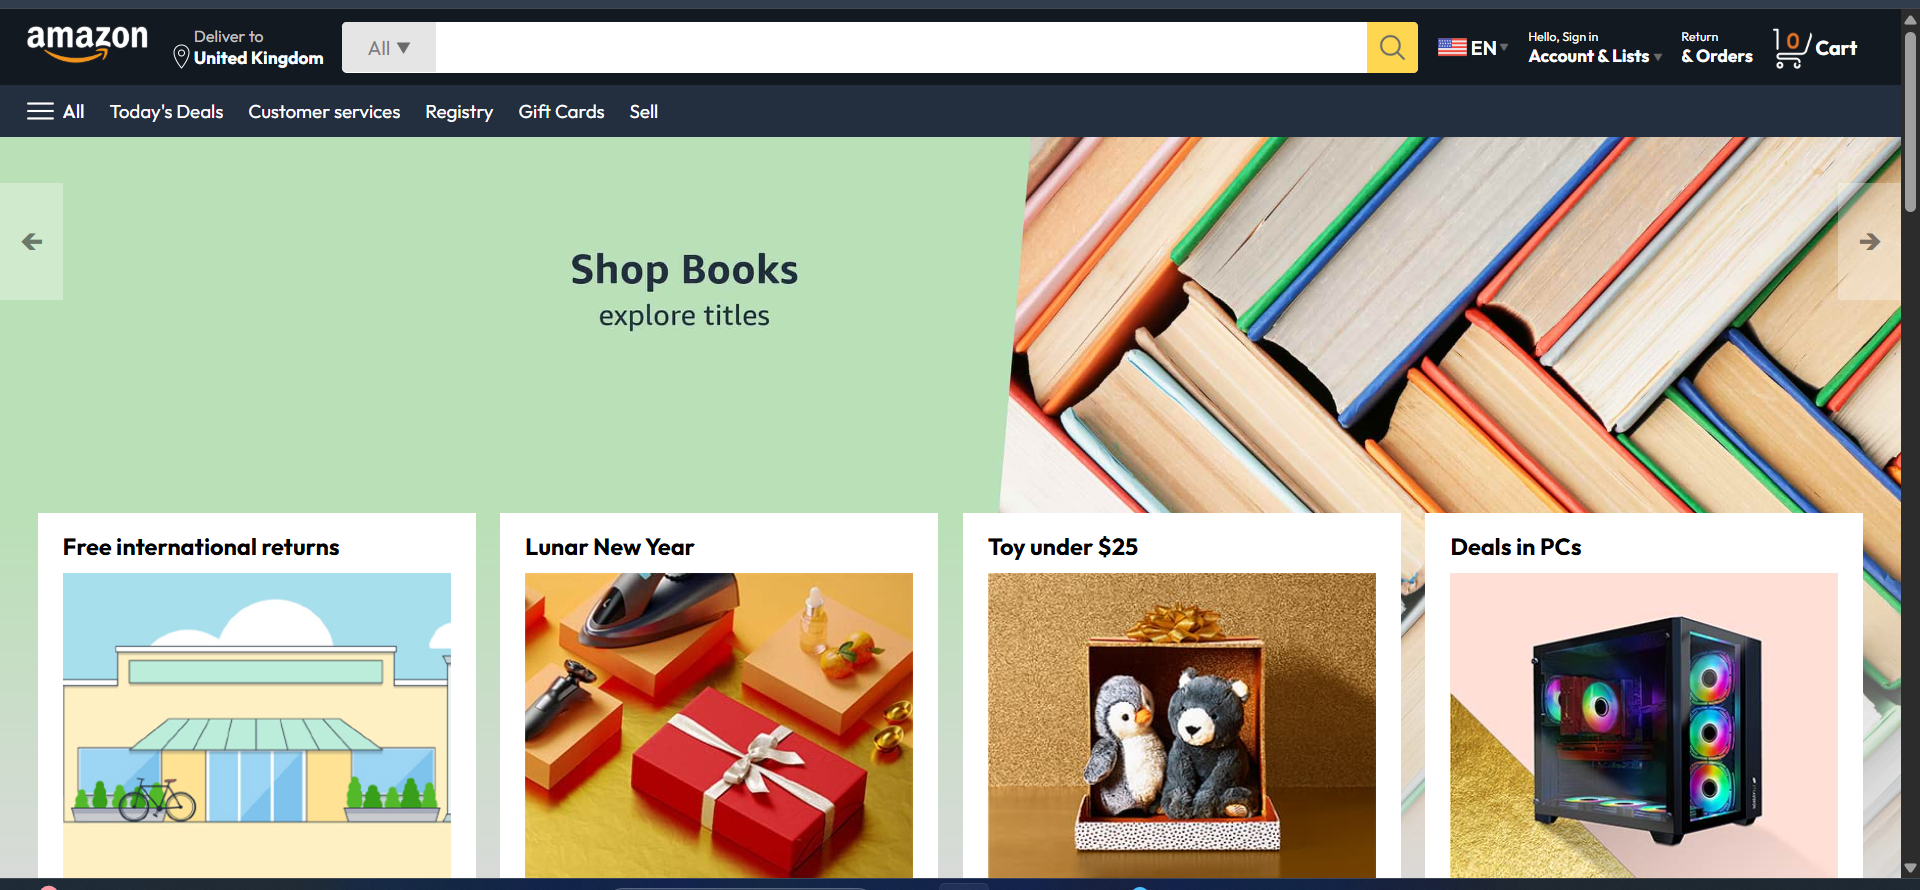 amazon
Deliver to
United Kingdom
All ▼
EN
Hello, Sign in
Account & Lists
Return
& Orders
0
Cart
All
Today's Deals
Customer services
Registry
Gift Cards
Sell
Shop Books
explore titles
Free international returns
Lunar New Year
Toy under $25
Deals in PCs